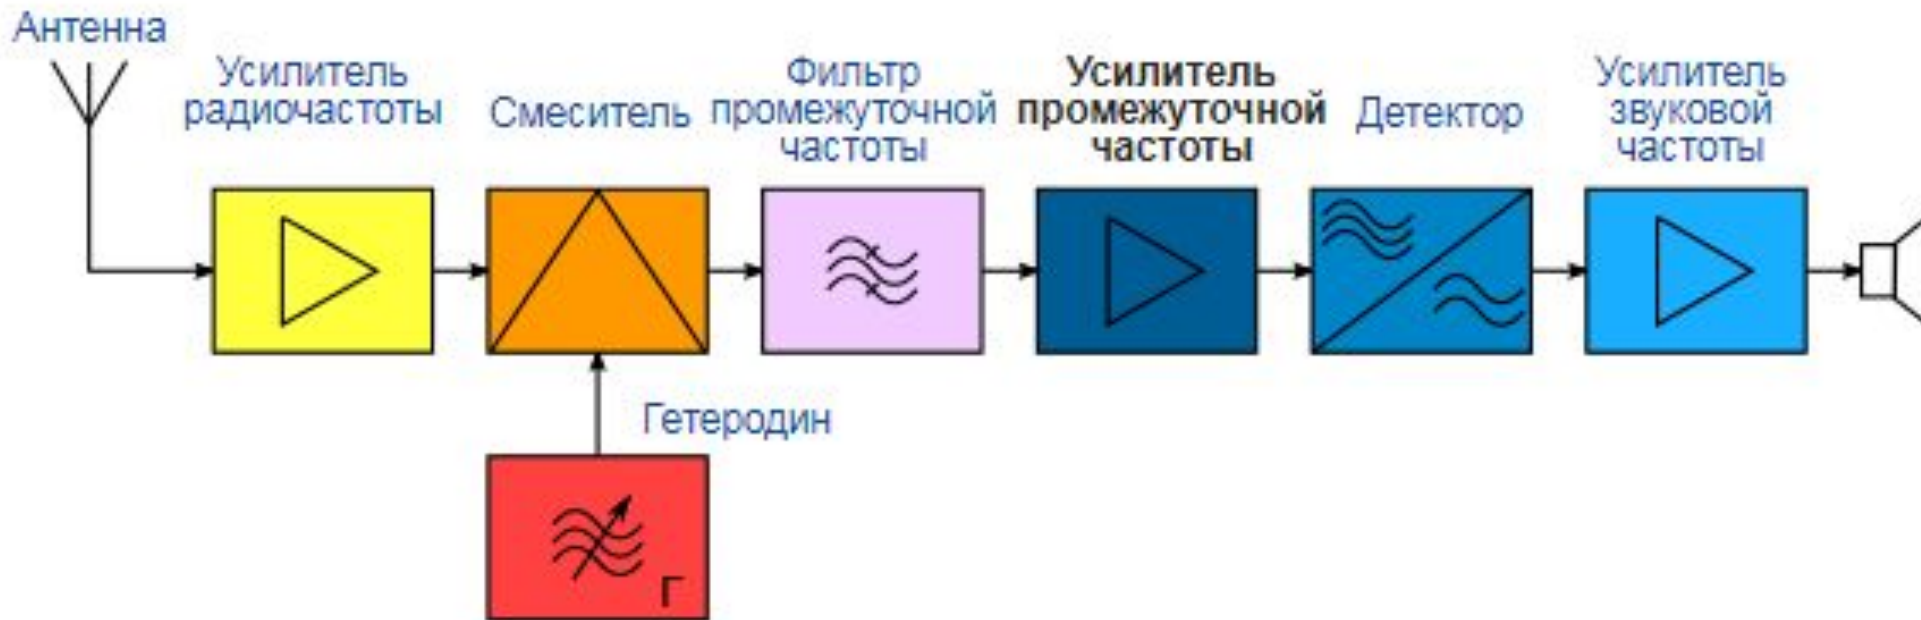 Антенна
Усилитель
радиочастоты
Смеситель
Фильтр
промежуточной
частоты
Усилитель
промежуточной
частоты
Детектор
Усилитель
звуковой
частоты
Гетеродин
Г